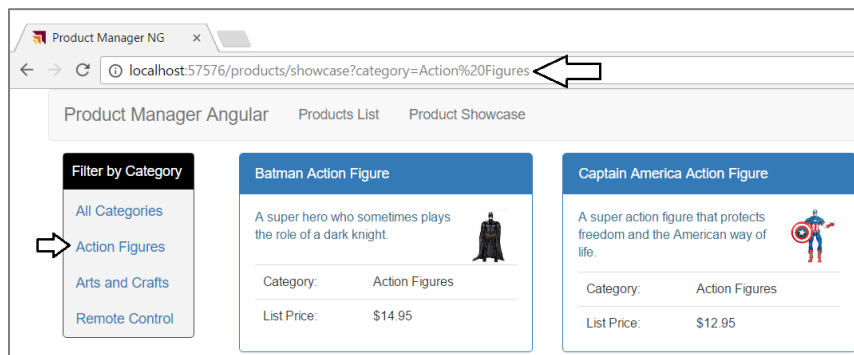 Product Manager NG
localhost:57576/products/showcase?category=Action%20Figures
Product Manager Angular Products List Product Showcase
Filter by Category
All Categories
Action Figures
Arts and Crafts
Remote Control
Batman Action Figure
A super hero who sometimes plays
the role of a dark knight.
Category: Action Figures
List Price: $14.95
Captain America Action Figure
A super action figure that protects
freedom and the American way of
life.
Category: Action Figures
List Price: $12.95